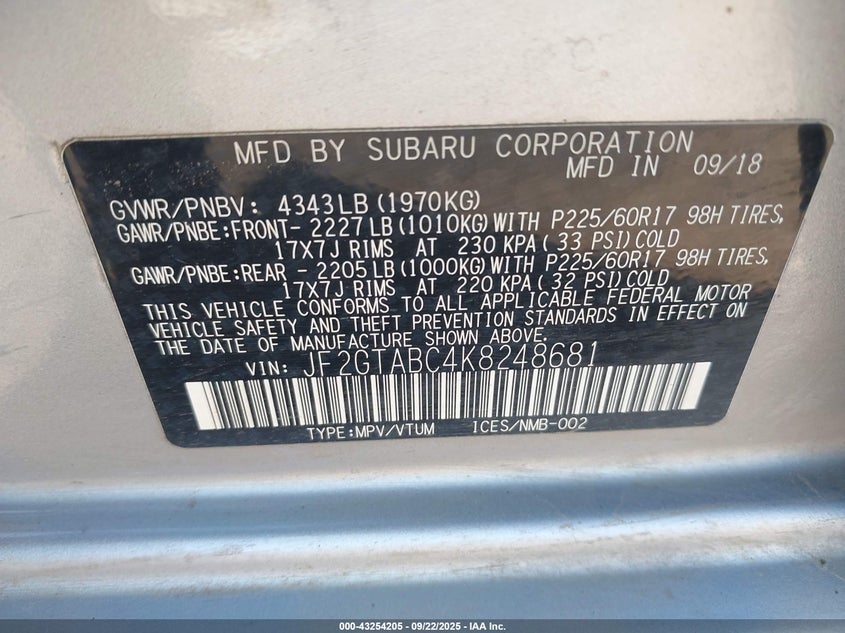 MFD BY SUBARU CORPORATION
MFD IN 09/18
GVWR/PNBV: 4343LB (1970KG)
GAWR/PNBE:FRONT- 2227LB (1010KG) WITH P225/60R17 98H TIRES,
17X7J RIMS AT 230 KPA ( 33 PSI) COLD
GAWR/PNBE:REAR - 2205LB (1000KG) WITH P225/60R17 98H TIRES,
17X7J RIMS AT 220 KPA ( 32 PSI) COLD
THIS VEHICLE CONFORMS TO ALL APPLICABLE FEDERAL MOTOR
VEHICLE SAFETY AND THEFT PREVENTION STANDARDS IN EFFECT ON
THE DATE OF MANUFACTURE SHOWN ABOVE.
VIN: JF2GTABC4K8248681
TYPE:MPV/VTUM ICES/NMB-002
000-43254205 - 09/22/2025 - IAA Inc.